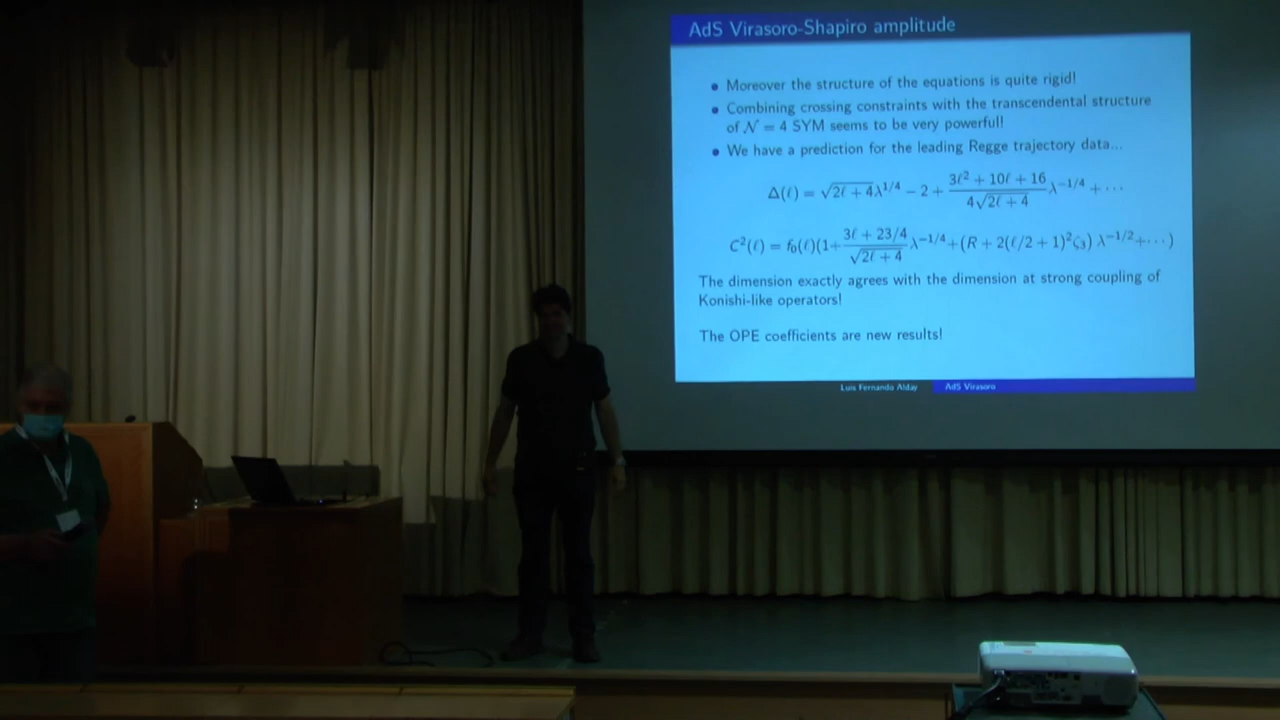 AdS Virasoro-Shapiro amplitude
• Moreover the structure of the equations is quite rigid!
• Combining crossing constraints with the transcendental structure
of 𝒩 = 4 SYM seems to be very powerful!
• We have a prediction for the leading Regge trajectory data...
Δ(ℓ) = √(2ℓ + 4) λ^{1/4} − 2 + (3ℓ² + 10ℓ + 16)/(4√(2ℓ + 4)) λ^{−1/4} + ⋯
C²(ℓ) = f₀(ℓ)(1 + (3ℓ + 23/4)/√(2ℓ + 4) λ^{−1/4} + (R + 2(ℓ/2 + 1)²ζ₃) λ^{−1/2} + ⋯)
The dimension exactly agrees with the dimension at strong coupling of
Konishi-like operators!
The OPE coefficients are new results!
Luis Fernando Alday AdS Virasoro